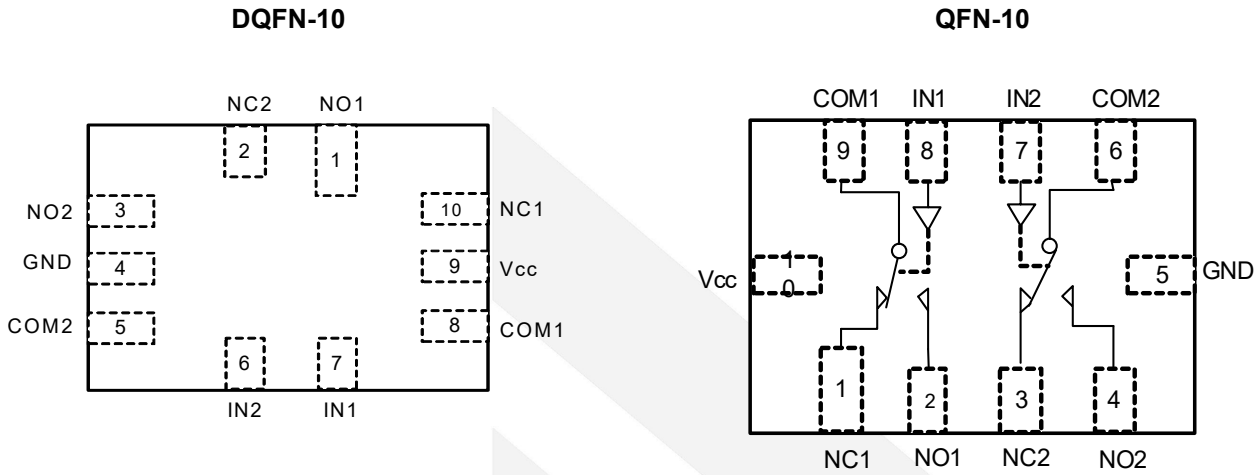 DQFN-10
NC2 NO1
2
1
NO2
3
10
NC1
GND
4
9
Vcc
COM2
5
8
COM1
6
7
IN2 IN1
QFN-10
COM1 IN1 IN2 COM2
9
8
7
6
Vcc
1
0
5
GND
1
2
3
4
NC1 NO1 NC2 NO2